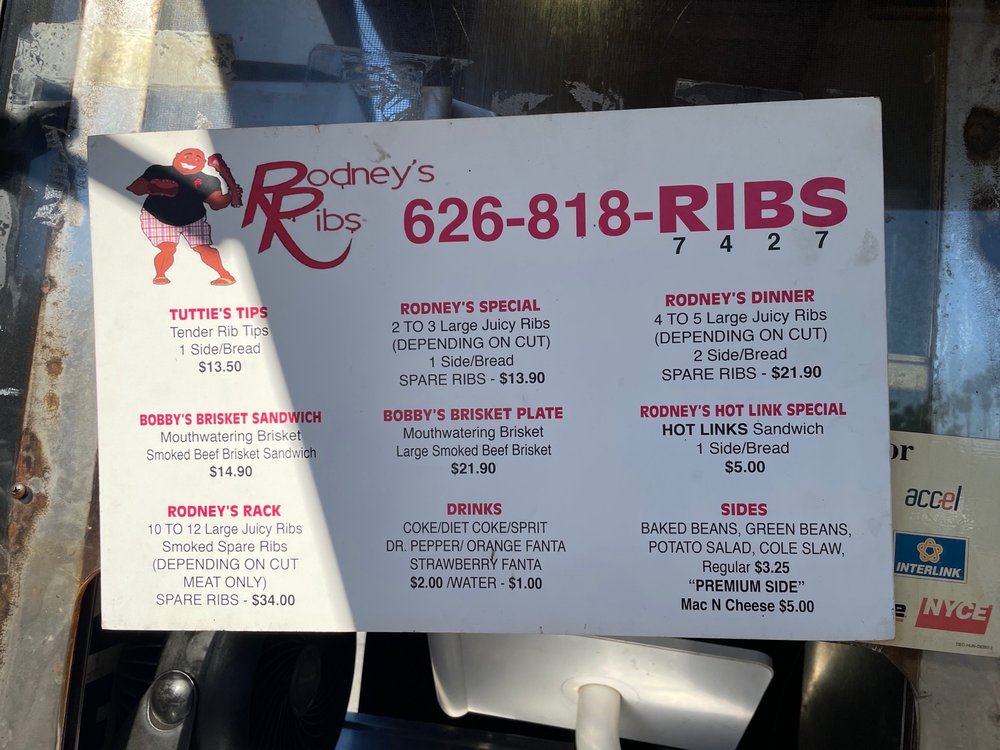 Rodney's
Ribs
626-818-RIBS
7 4 2 7
TUTTIE'S TIPS
Tender Rib Tips
1 Side/Bread
$13.50
RODNEY'S SPECIAL
2 TO 3 Large Juicy Ribs
(DEPENDING ON CUT)
1 Side/Bread
SPARE RIBS - $13.90
RODNEY'S DINNER
4 TO 5 Large Juicy Ribs
(DEPENDING ON CUT)
2 Side/Bread
SPARE RIBS - $21.90
BOBBY'S BRISKET SANDWICH
Mouthwatering Brisket
Smoked Beef Brisket Sandwich
$14.90
BOBBY'S BRISKET PLATE
Mouthwatering Brisket
Large Smoked Beef Brisket
$21.90
RODNEY'S HOT LINK SPECIAL
HOT LINKS Sandwich
1 Side/Bread
$5.00
RODNEY'S RACK
10 TO 12 Large Juicy Ribs
Smoked Spare Ribs
(DEPENDING ON CUT
MEAT ONLY)
SPARE RIBS - $34.00
DRINKS
COKE/DIET COKE/SPRIT
DR. PEPPER/ ORANGE FANTA
STRAWBERRY FANTA
$2.00 /WATER - $1.00
SIDES
BAKED BEANS, GREEN BEANS,
POTATO SALAD, COLE SLAW,
Regular $3.25
“PREMIUM SIDE”
Mac N Cheese $5.00
or
accel
INTERLINK
NYCE